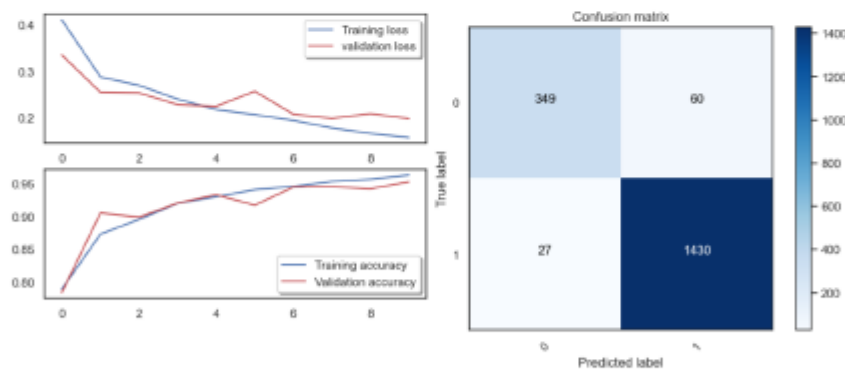 0.4
0.3
0.2
Training loss
validation loss
0 2 4 6 8
0.95
0.90
0.85
0.80
Training accuracy
Validation accuracy
0 2 4 6 8
Confusion matrix
True label
0
349 60
1
27 1430
0 1
Predicted label
1400
1200
1000
800
600
400
200